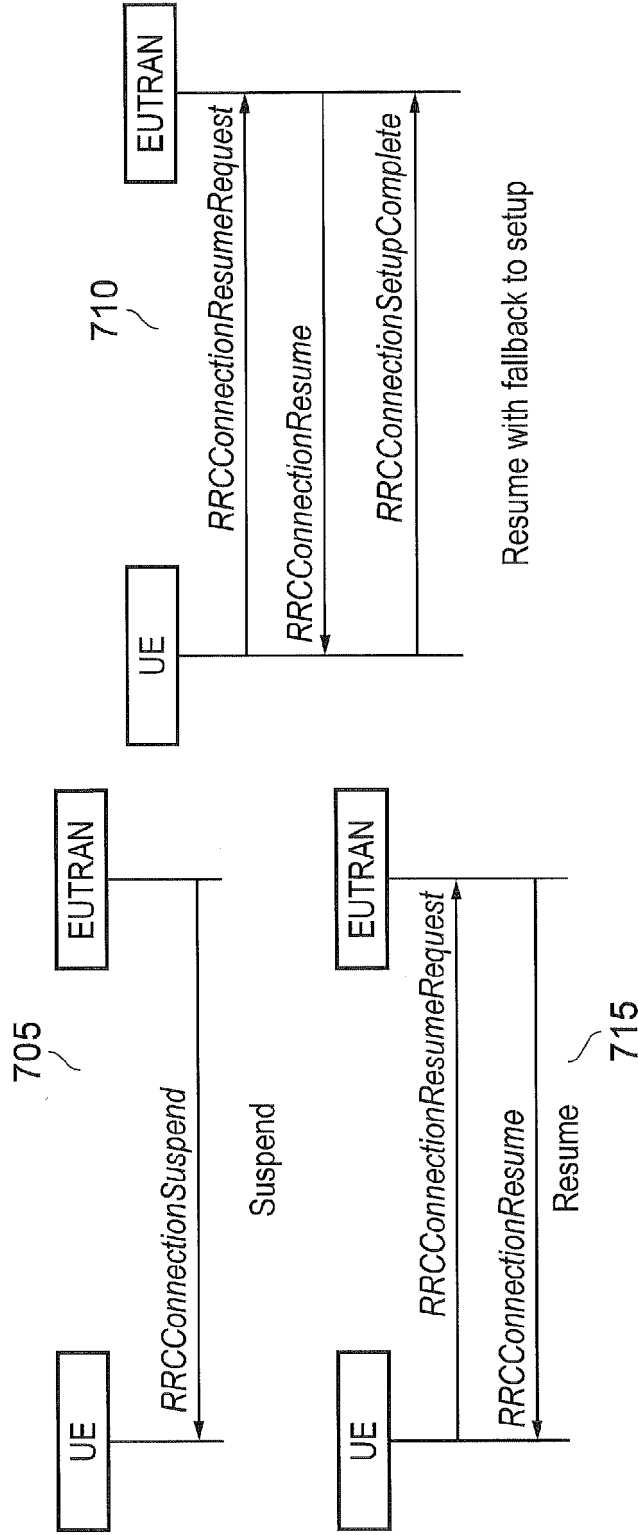 705
UE
EUTRAN
RRCConnectionSuspend
Suspend
UE
EUTRAN
RRCConnectionResumeRequest
RRCConnectionResume
Resume
715
710
UE
EUTRAN
RRCConnectionResumeRequest
RRCConnectionResume
RRCConnectionSetupComplete
Resume with fallback to setup